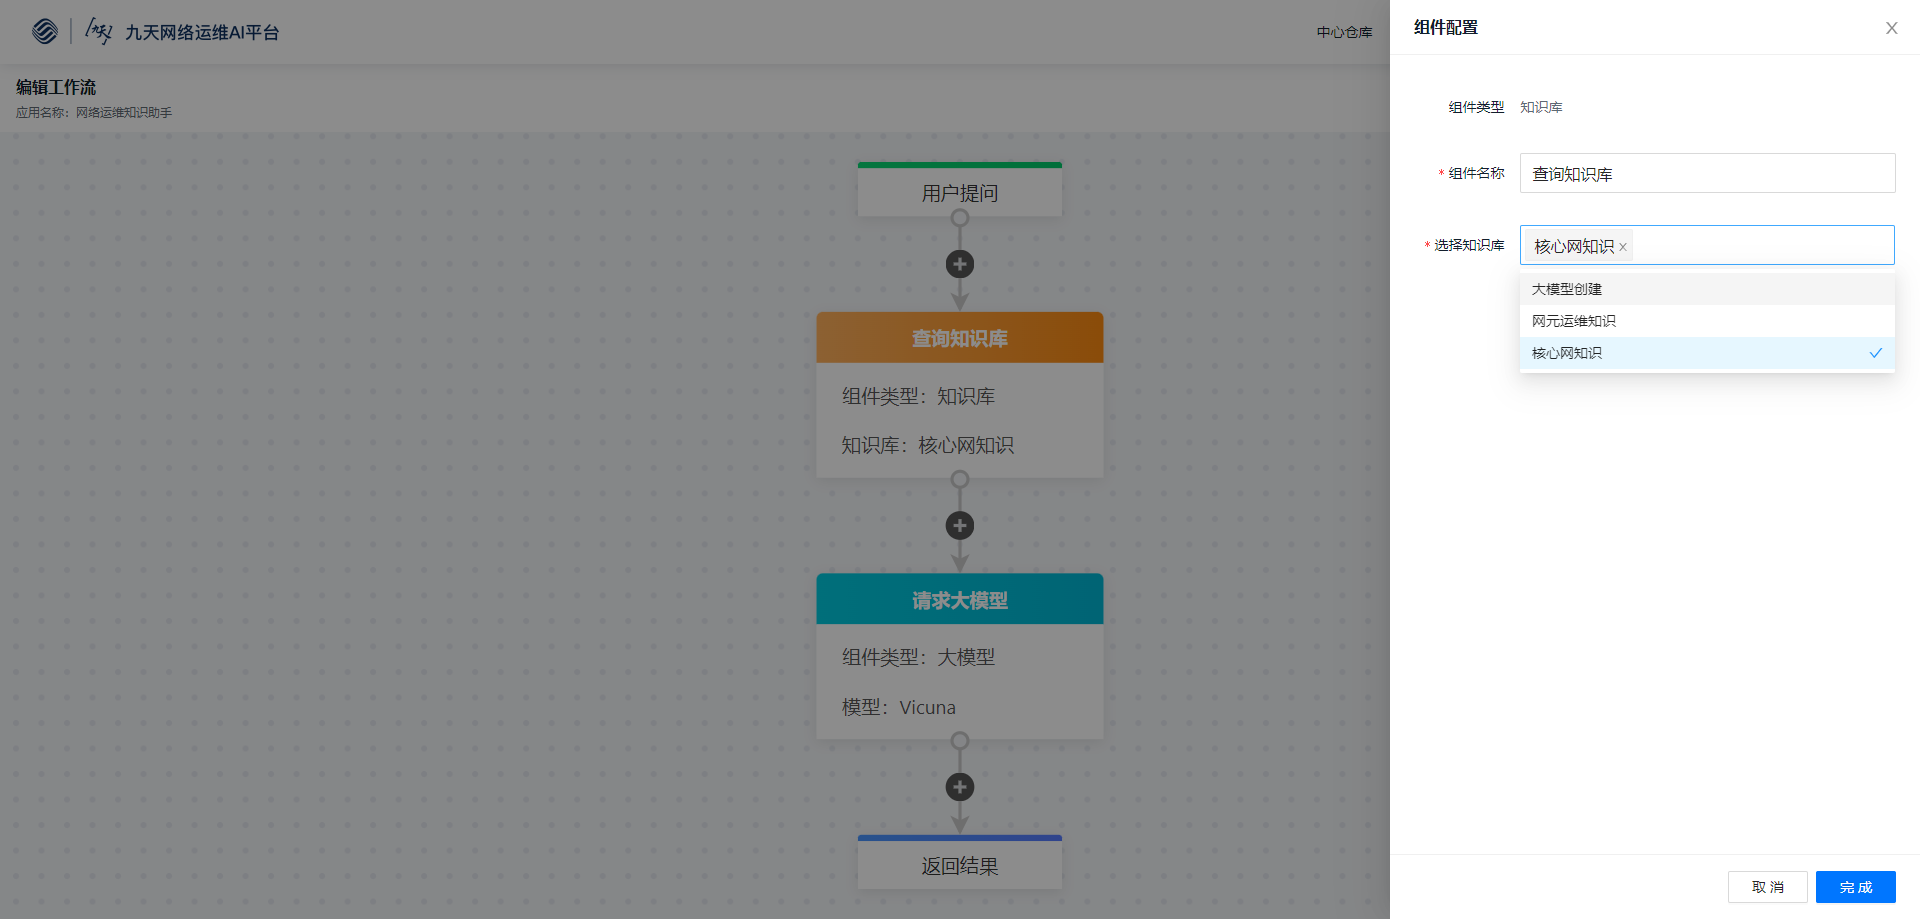 九天 九天网络运维AI平台
中心仓库
编辑工作流
应用名称：网络运维知识助手
用户提问
查询知识库
组件类型：知识库
知识库：核心网知识
请求大模型
组件类型：大模型
模型：Vicuna
返回结果
组件配置
组件类型 知识库
* 组件名称 查询知识库
* 选择知识库 核心网知识
大模型创建
网元运维知识
核心网知识
取 消 完 成